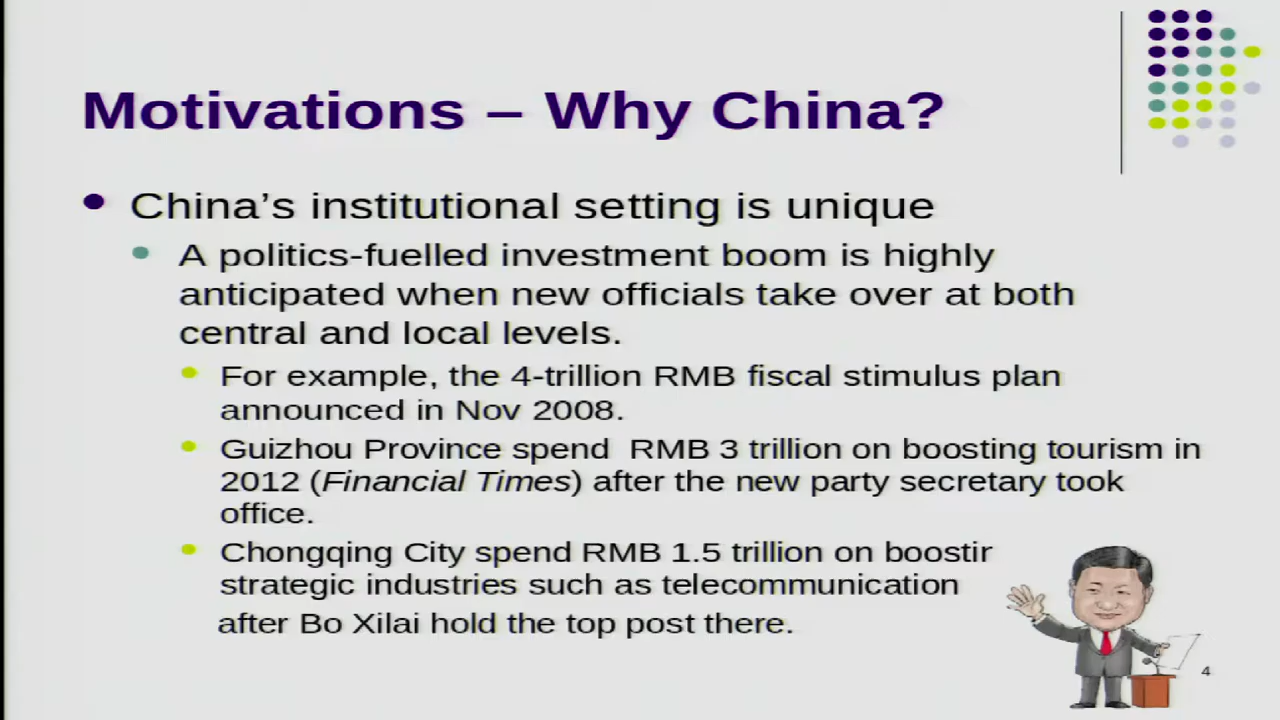 Motivations – Why China?
China's institutional setting is unique
A politics-fuelled investment boom is highly
anticipated when new officials take over at both
central and local levels.
For example, the 4-trillion RMB fiscal stimulus plan
announced in Nov 2008.
Guizhou Province spend RMB 3 trillion on boosting tourism in
2012 (Financial Times) after the new party secretary took
office.
Chongqing City spend RMB 1.5 trillion on boostir
strategic industries such as telecommunication
after Bo Xilai hold the top post there.
4